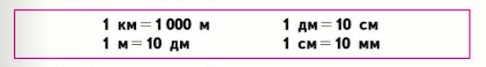 1 км = 1 000 м 1 дм = 10 см
1 м = 10 дм 1 см = 10 мм